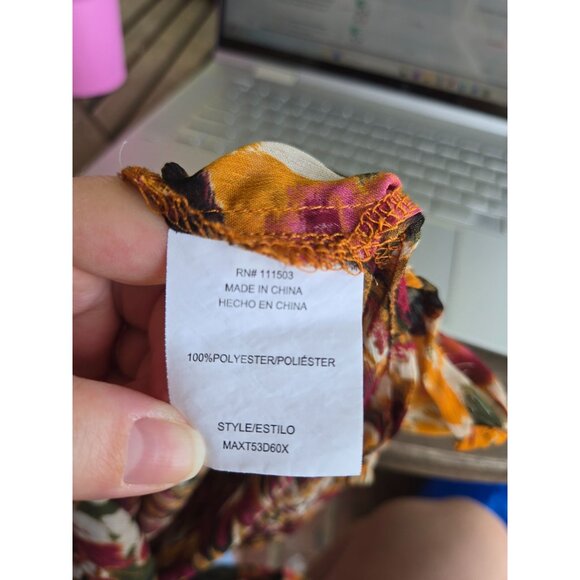 RN# 111503
MADE IN CHINA
HECHO EN CHINA
100%POLYESTER/POLIÉSTER
STYLE/ESTILO
MAXT53D60X